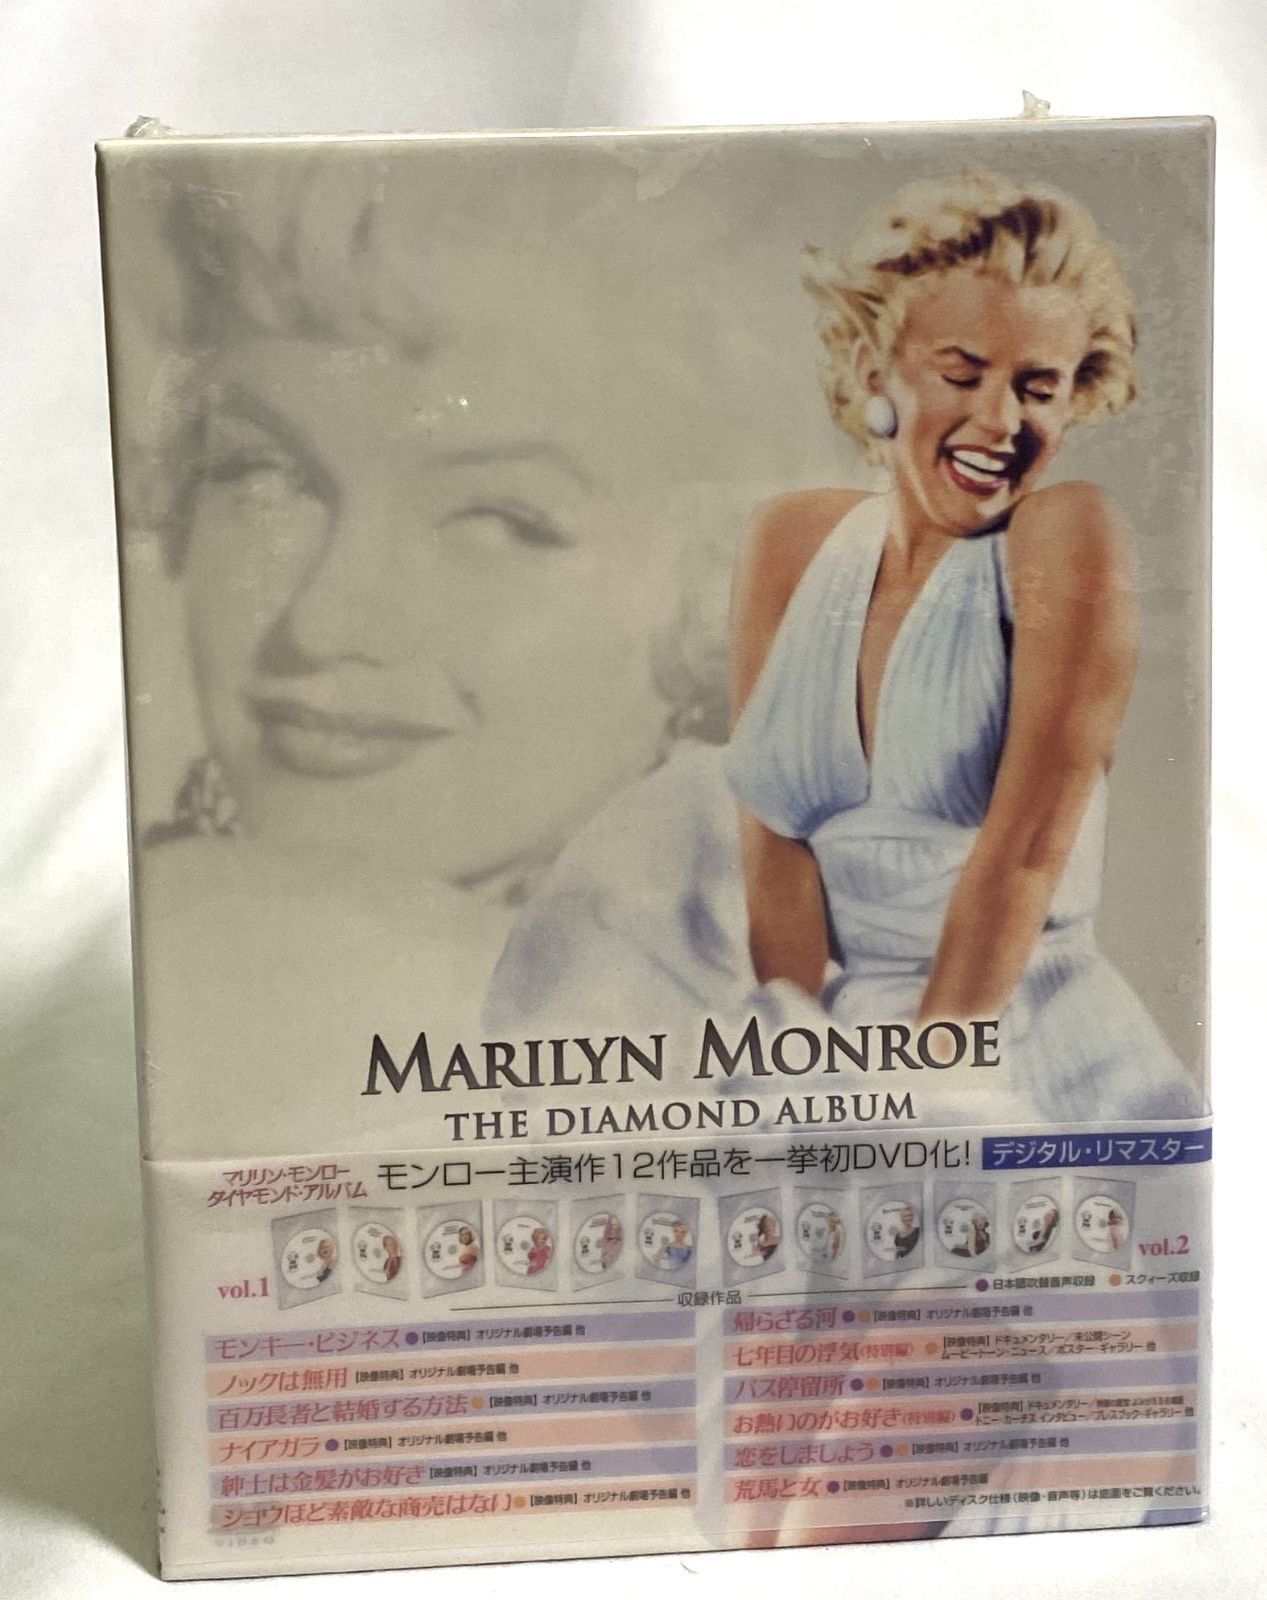 MARILYN MONROE
THE DIAMOND ALBUM
マリリン・モンロー
ダイヤモンド・アルバム
モンロー主演作12作品を一挙初DVD化!
デジタル・リマスター
vol.1
vol.2
●日本語吹替音声収録 ●スクィーズ収録
収録作品
モンキー・ビジネス●【映像特典】オリジナル劇場予告編 他
ノックは無用【映像特典】オリジナル劇場予告編 他
百万長者と結婚する方法●【映像特典】オリジナル劇場予告編 他
ナイアガラ●【映像特典】オリジナル劇場予告編 他
紳士は金髪がお好き【映像特典】オリジナル劇場予告編 他
ショウほど素敵な商売はない●【映像特典】オリジナル劇場予告編 他
帰らざる河●●【映像特典】オリジナル劇場予告編 他
七年目の浮気(特別編)●【映像特典】ドキュメンタリー/未公開シーン
ムービートーン・ニュース/ポスター・ギャラリー 他
バス停留所●●【映像特典】オリジナル劇場予告編 他
お熱いのがお好き(特別編)●【映像特典】ドキュメンタリー/
トニー・カーチス インタビュー/プレスブック・ギャラリー 他
恋をしましょう●●【映像特典】オリジナル劇場予告編 他
荒馬と女●【映像特典】オリジナル劇場予告編
※詳しいディスク仕様(映像・音声等)は底面をご覧ください。